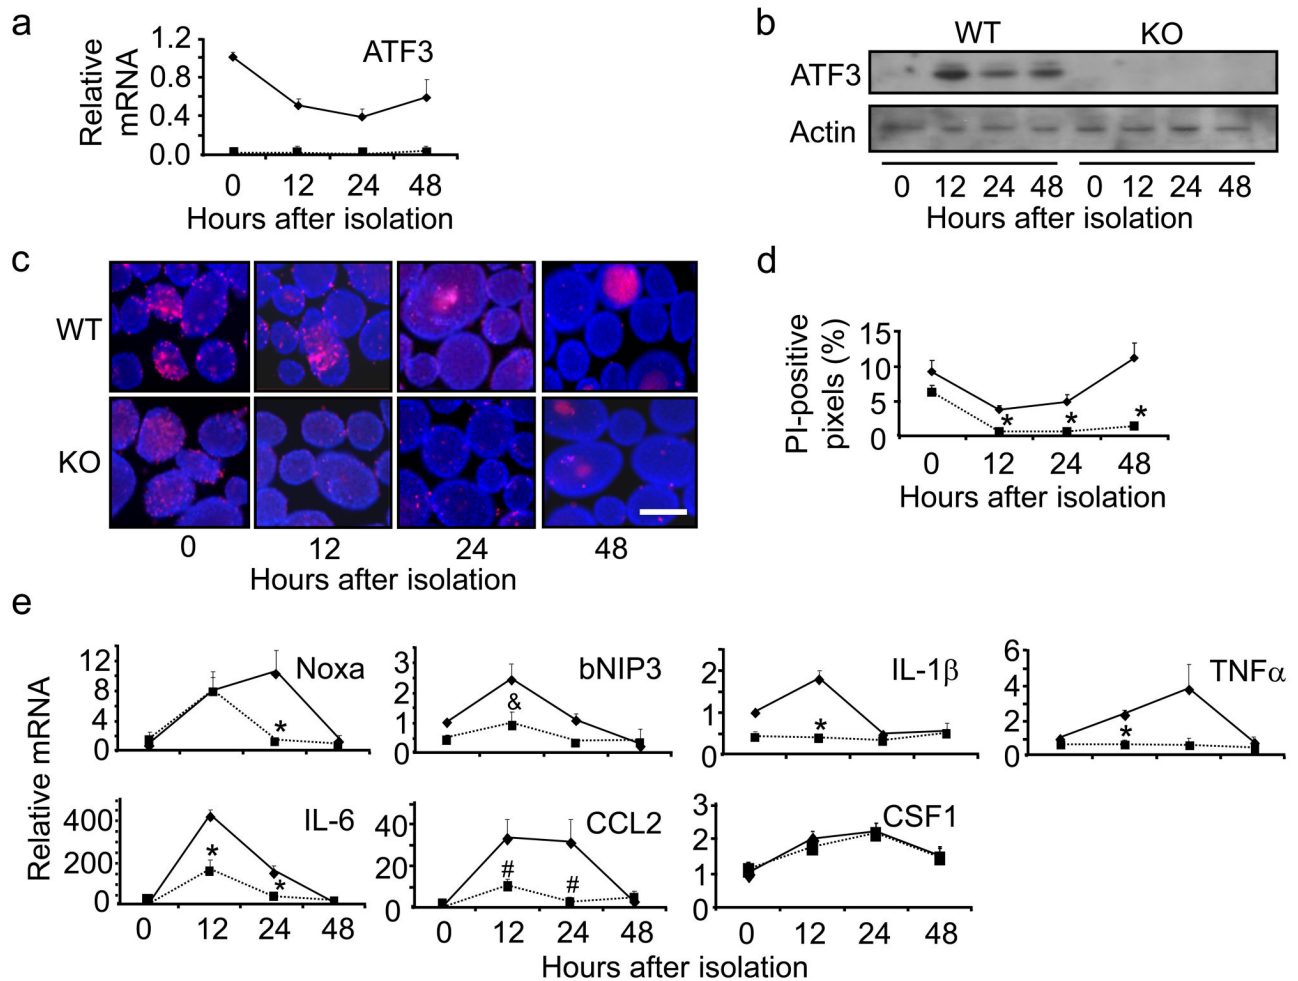 a
ATF3
Relative
mRNA
1.2
0.8
0.4
0.0
0 12 24 48
Hours after isolation
b
WT KO
ATF3
Actin
0 12 24 48 0 12 24 48
Hours after isolation
c
WT
KO
0 12 24 48
Hours after isolation
d
PI-positive
pixels (%)
15
10
5
0
* * *
0 12 24 48
Hours after isolation
e
Relative mRNA
Noxa
12
8
4
0
*
bNIP3
3
2
1
0
&
IL-1β
2
1
0
*
TNFα
6
4
2
0
*
Relative mRNA
IL-6
400
200
0
* *
0 12 24 48
CCL2
40
20
0
# #
0 12 24 48
CSF1
3
2
1
0
0 12 24 48
Hours after isolation